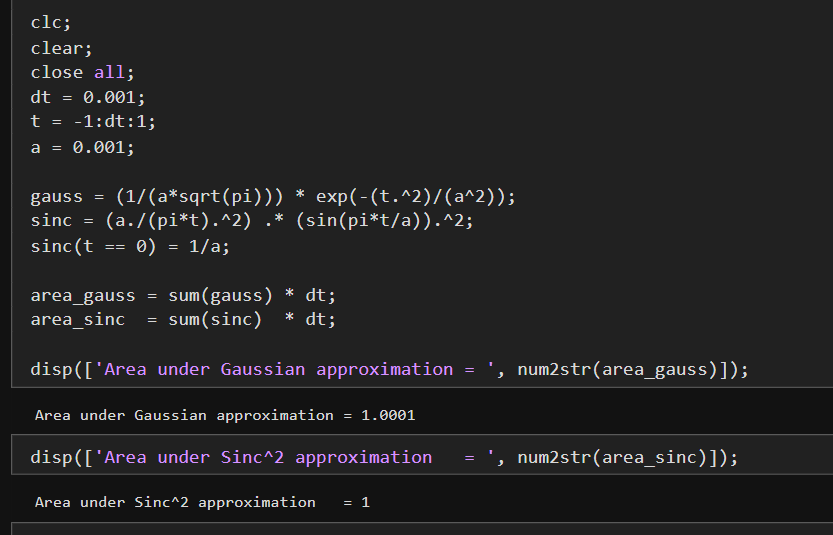 clc;
clear;
close all;
dt = 0.001;
t = -1:dt:1;
a = 0.001;
gauss = (1/(a*sqrt(pi))) * exp(-(t.^2)/(a^2));
sinc = (a./(pi*t).^2) .* (sin(pi*t/a)).^2;
sinc(t == 0) = 1/a;
area_gauss = sum(gauss) * dt;
area_sinc  = sum(sinc)  * dt;
disp(['Area under Gaussian approximation = ', num2str(area_gauss)]);
Area under Gaussian approximation = 1.0001
disp(['Area under Sinc^2 approximation   = ', num2str(area_sinc)]);
Area under Sinc^2 approximation   = 1